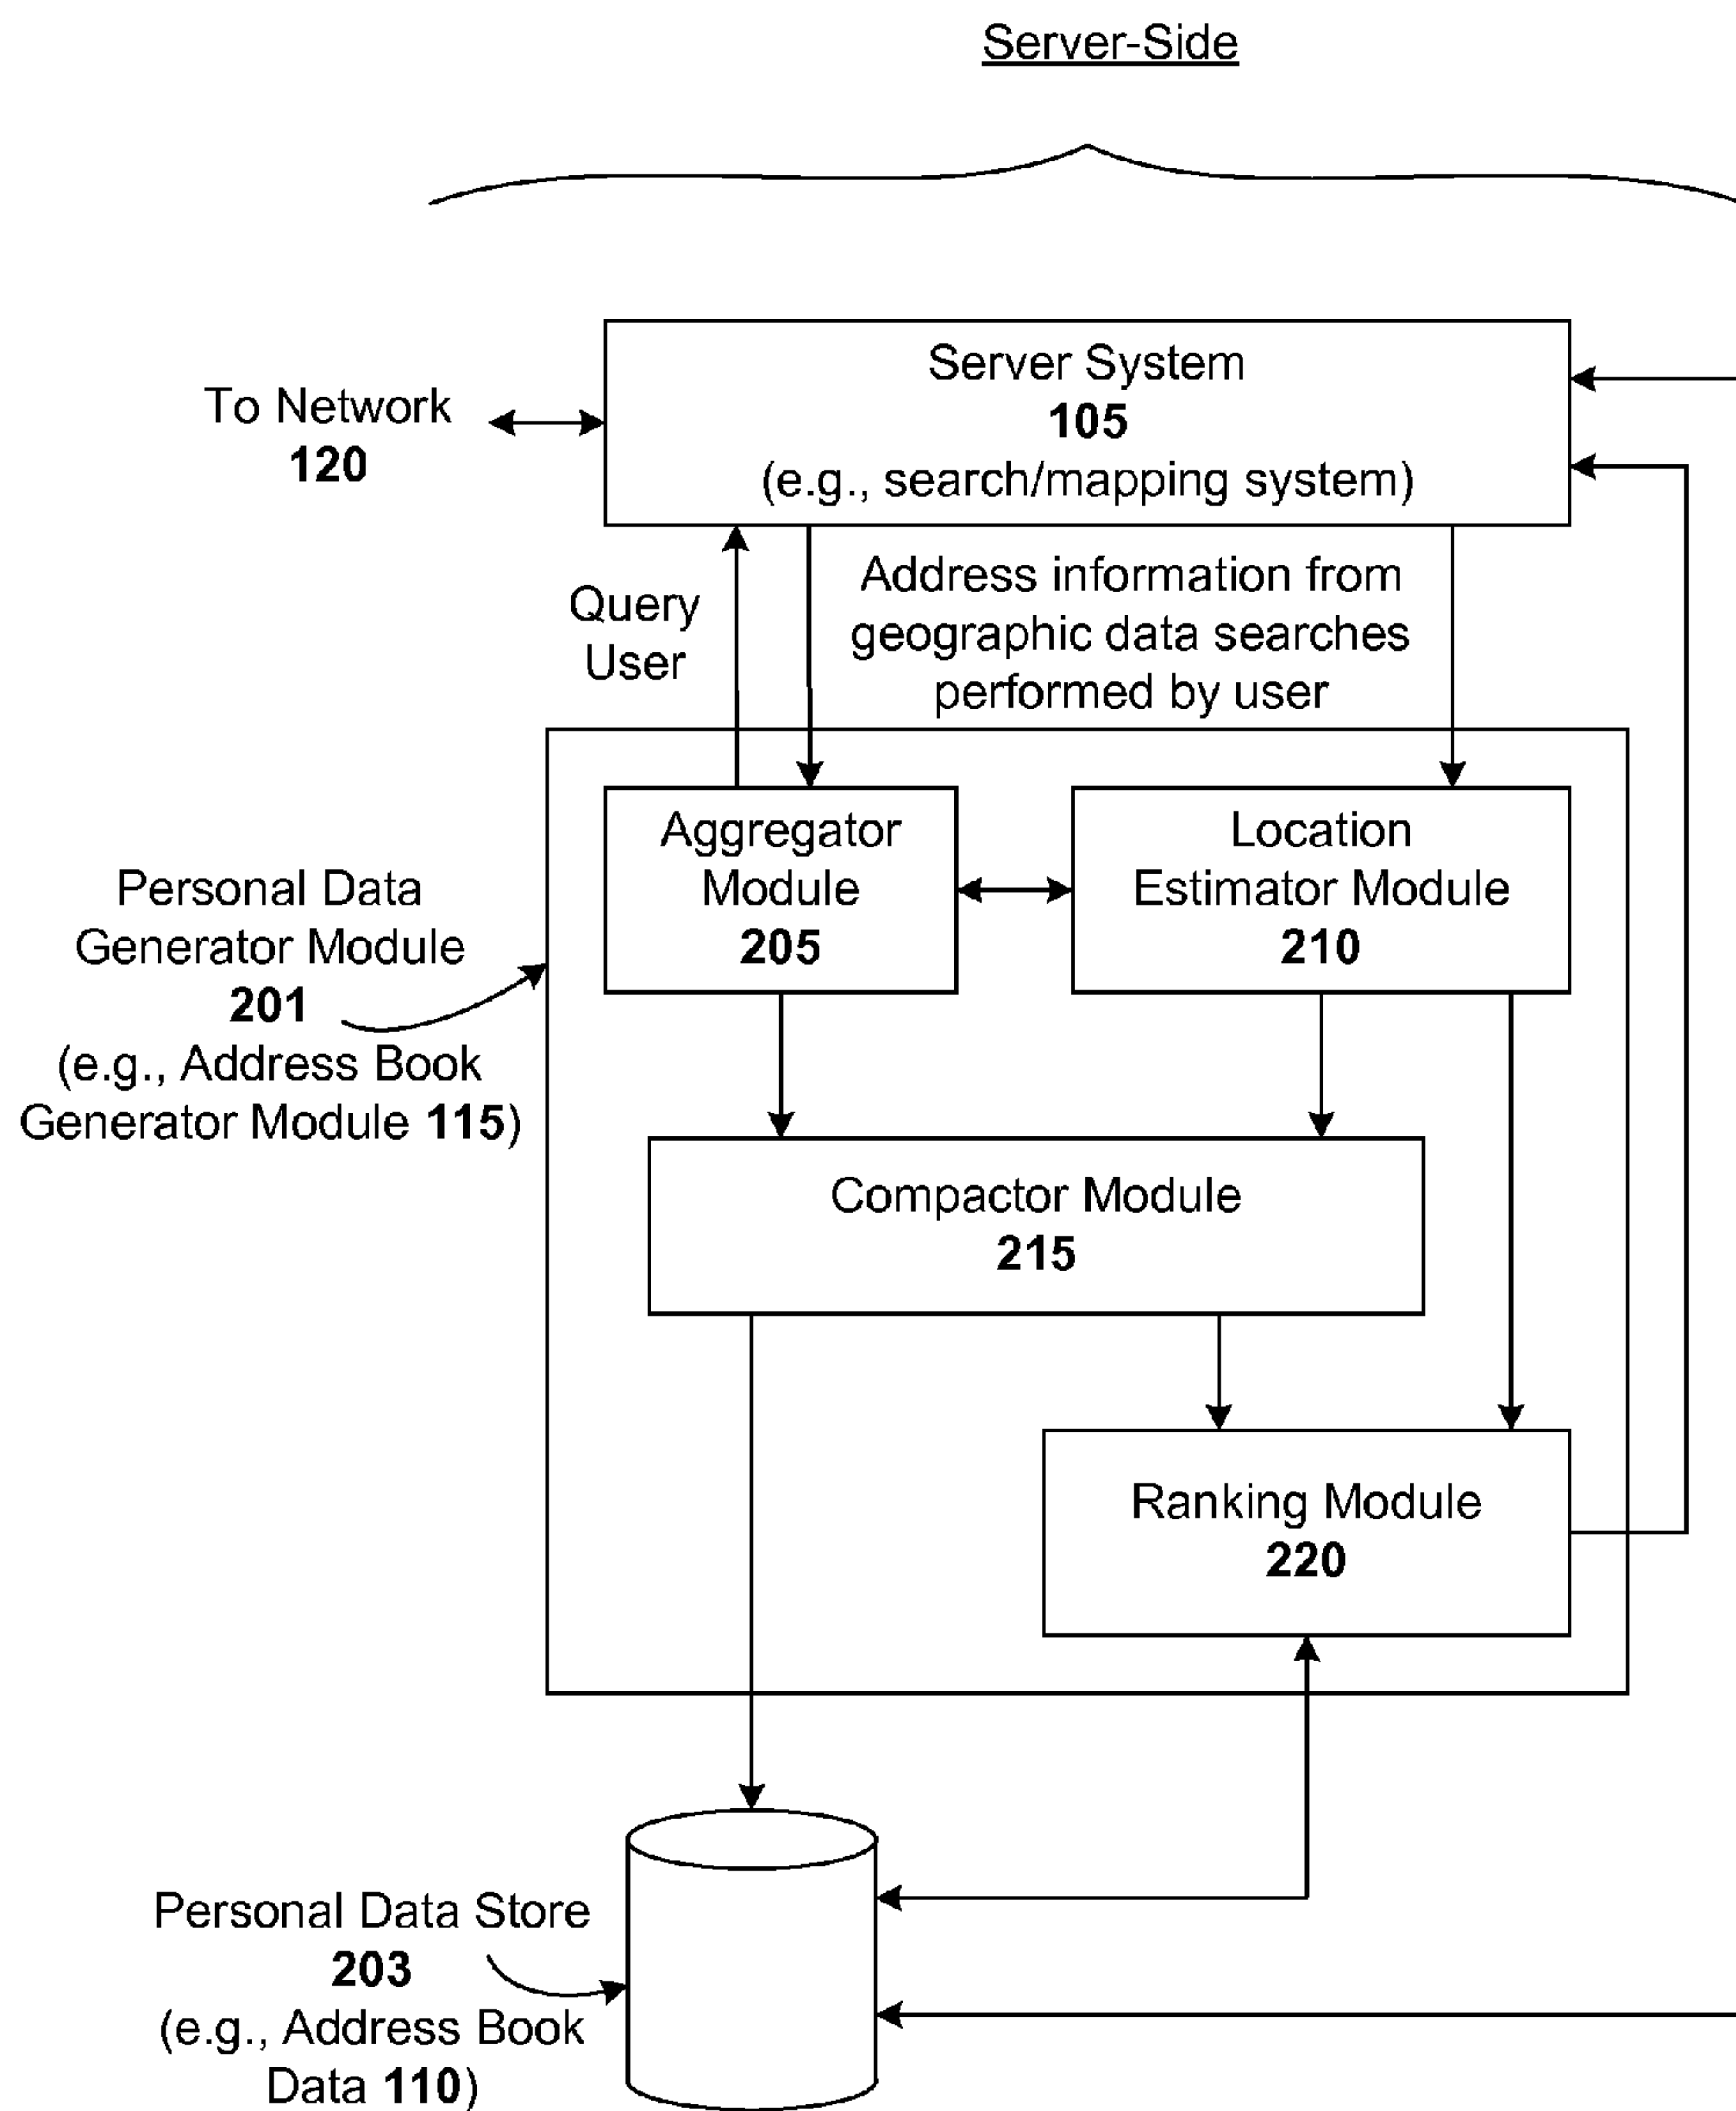 Server-Side
Server System
105
(e.g., search/mapping system)
To Network
120
Query
User
Address information from
geographic data searches
performed by user
Aggregator
Module
205
Location
Estimator Module
210
Personal Data
Generator Module
201
(e.g., Address Book
Generator Module 115)
Compactor Module
215
Ranking Module
220
Personal Data Store
203
(e.g., Address Book
Data 110)